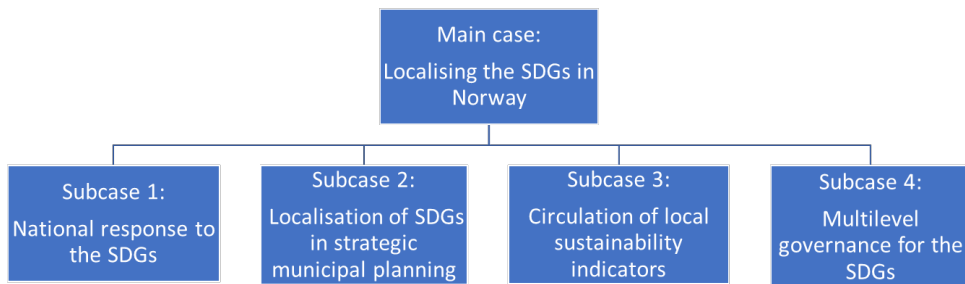 Main case:
Localising the SDGs in
Norway
Subcase 1:
National response to
the SDGs
Subcase 2:
Localisation of SDGs
in strategic
municipal planning
Subcase 3:
Circulation of local
sustainability
indicators
Subcase 4:
Multilevel
governance for the
SDGs